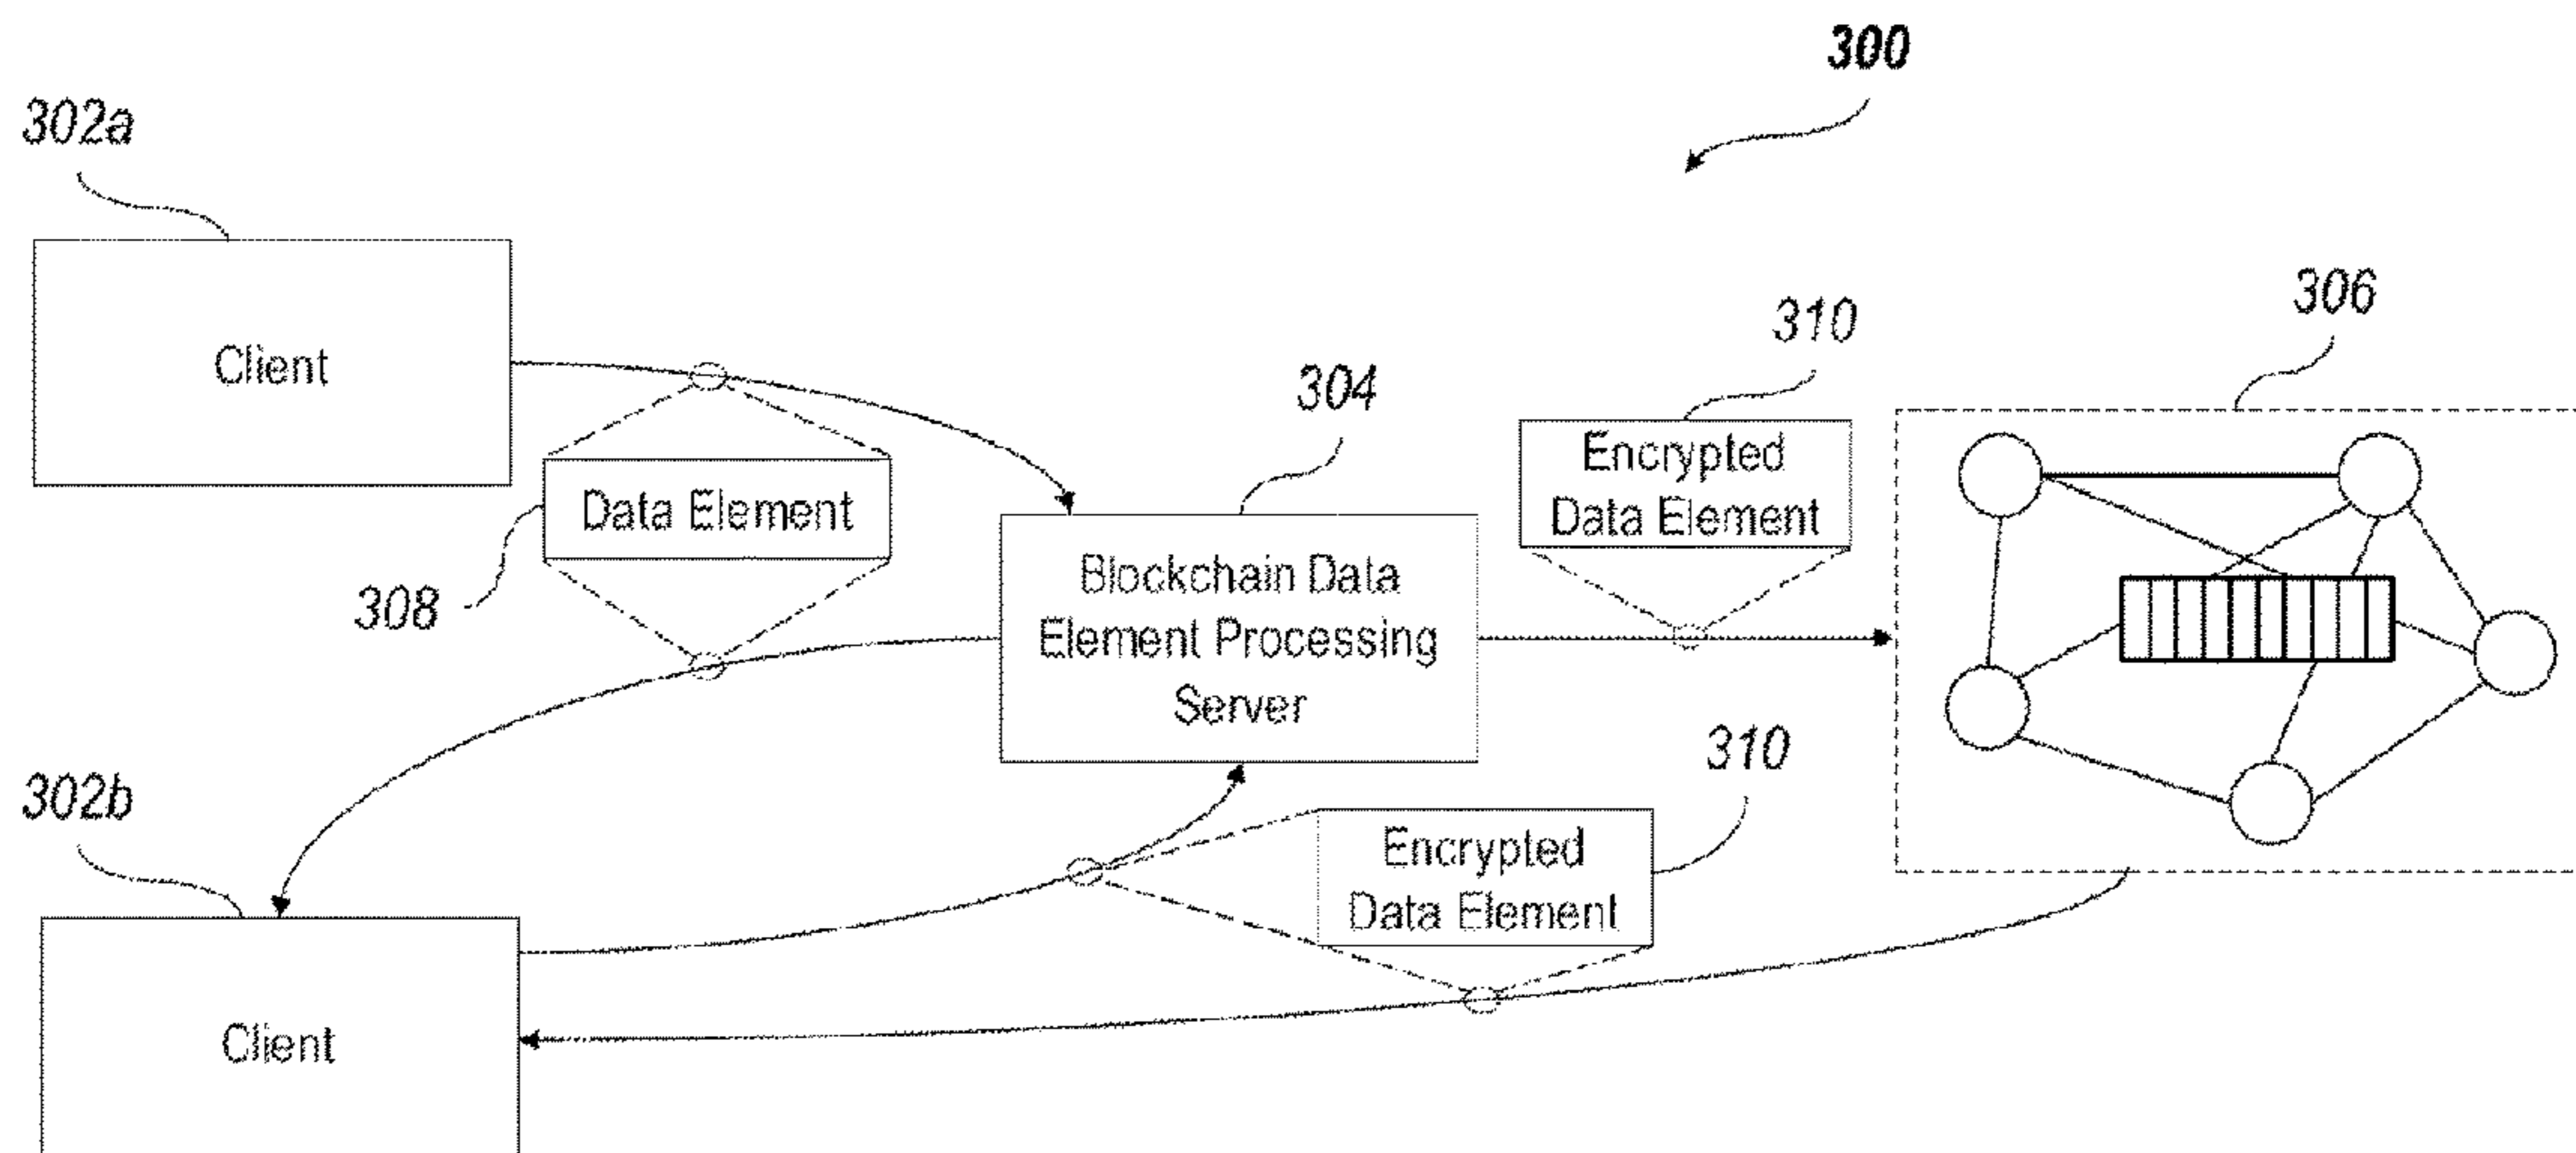 300
302a
306
310
Client
304
Encrypted
Data Element
Data Element
308
Blockchain Data
Element Processing
Server
310
302b
Encrypted
Data Element
Client